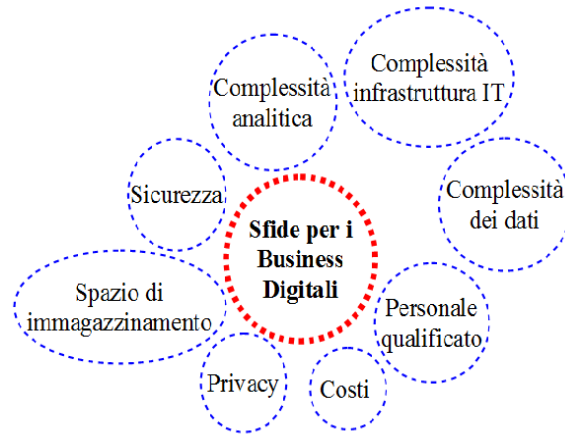 Complessità
analitica
Complessità
infrastruttura IT
Sicurezza
Complessità
dei dati
Sfide per i
Business
Digitali
Spazio di
immagazzinamento
Personale
qualificato
Privacy
Costi